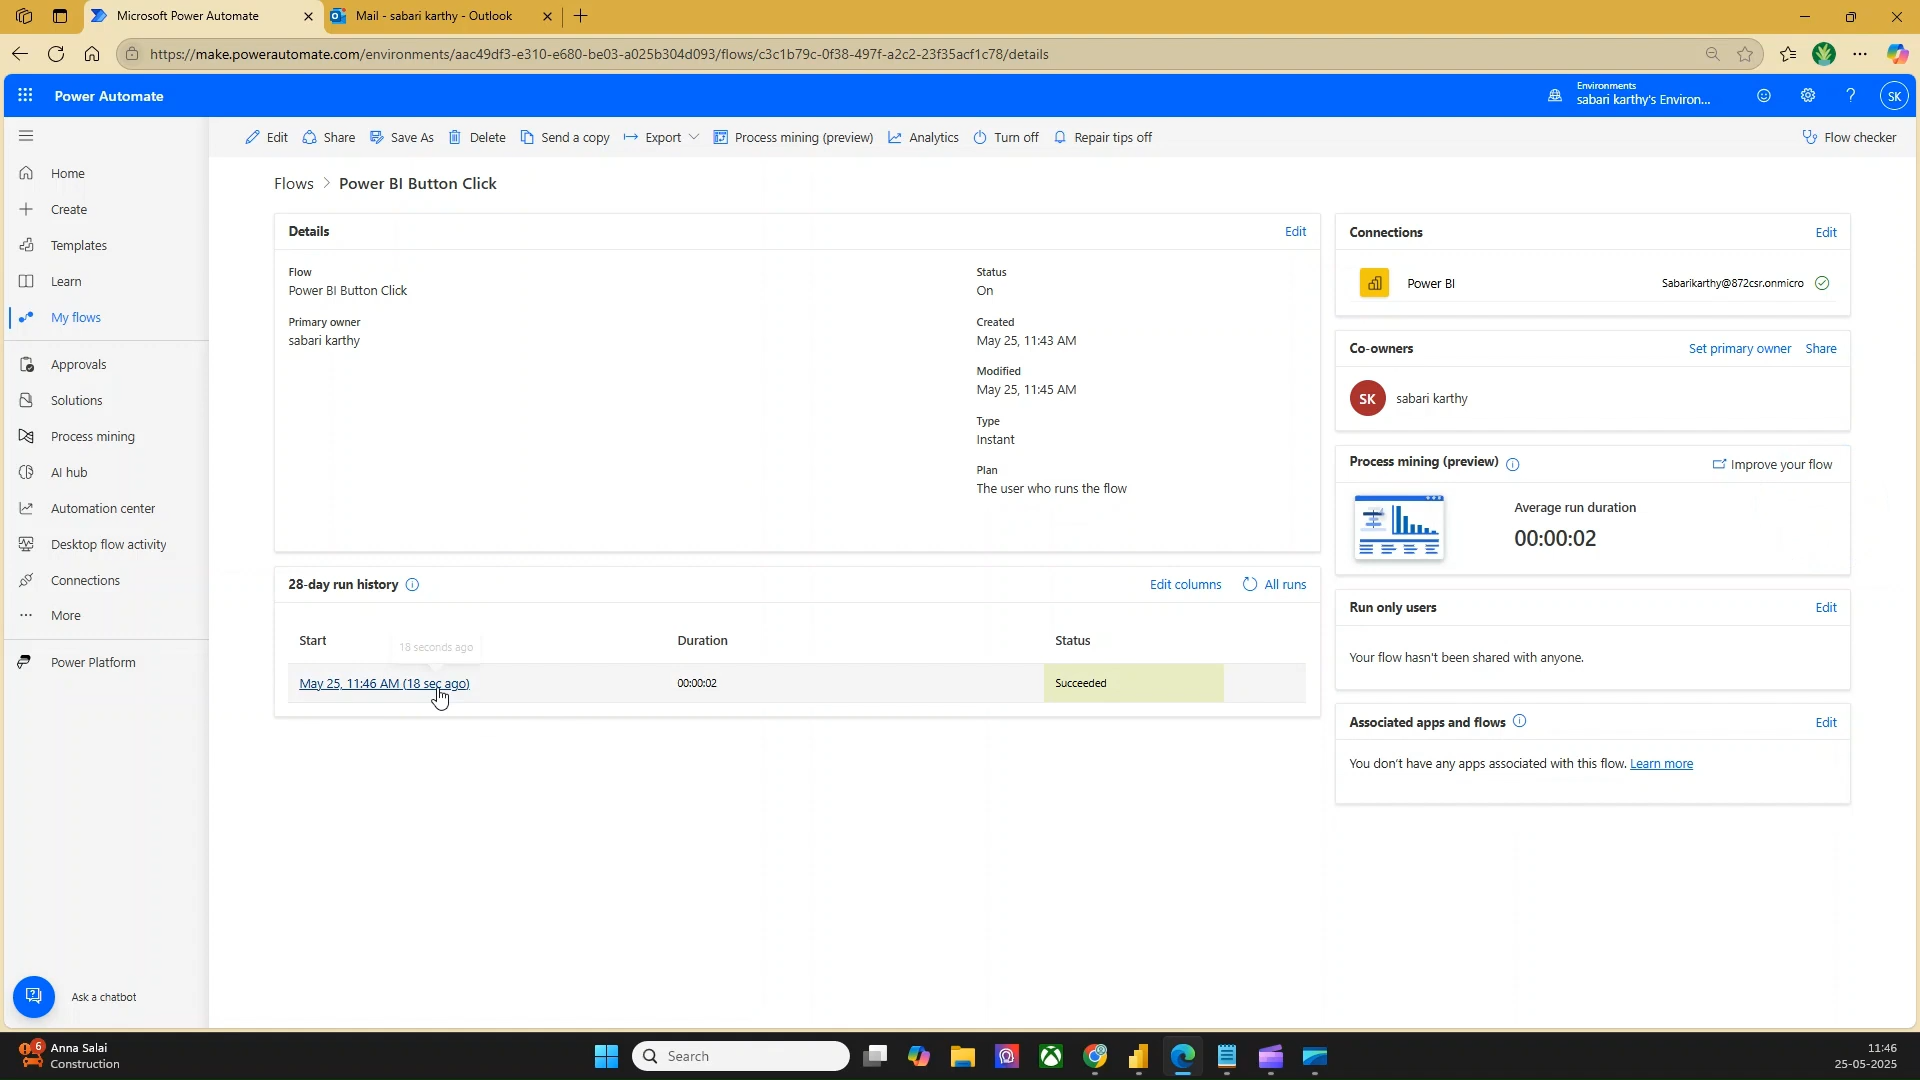 Microsoft Power Automate
Mail - sabari karthy - Outlook
https://make.powerautomate.com/environments/aac49df3-e310-e680-be03-a025b304d093/flows/c3c1b79c-0f38-497f-a2c2-23f35acf1c78/details
Power Automate
Environments
sabari karthy's Environ...
SK
Edit
Share
Save As
Delete
Send a copy
Export
Process mining (preview)
Analytics
Turn off
Repair tips off
Flow checker
Home
Create
Templates
Learn
My flows
Approvals
Solutions
Process mining
AI hub
Automation center
Desktop flow activity
Connections
More
Power Platform
Ask a chatbot
Flows > Power BI Button Click
Details
Edit
Flow
Power BI Button Click
Primary owner
sabari karthy
Status
On
Created
May 25, 11:43 AM
Modified
May 25, 11:45 AM
Type
Instant
Plan
The user who runs the flow
28-day run history
Edit columns
All runs
Start
Duration
Status
18 seconds ago
May 25, 11:46 AM (18 sec ago)
00:00:02
Succeeded
Connections
Edit
Power BI
Sabarikarthy@872csr.onmicro
Co-owners
Set primary owner
Share
SK
sabari karthy
Process mining (preview)
Improve your flow
Average run duration
00:00:02
Run only users
Edit
Your flow hasn't been shared with anyone.
Associated apps and flows
Edit
You don't have any apps associated with this flow. Learn more
6
Anna Salai
Construction
Search
11:46
25-05-2025